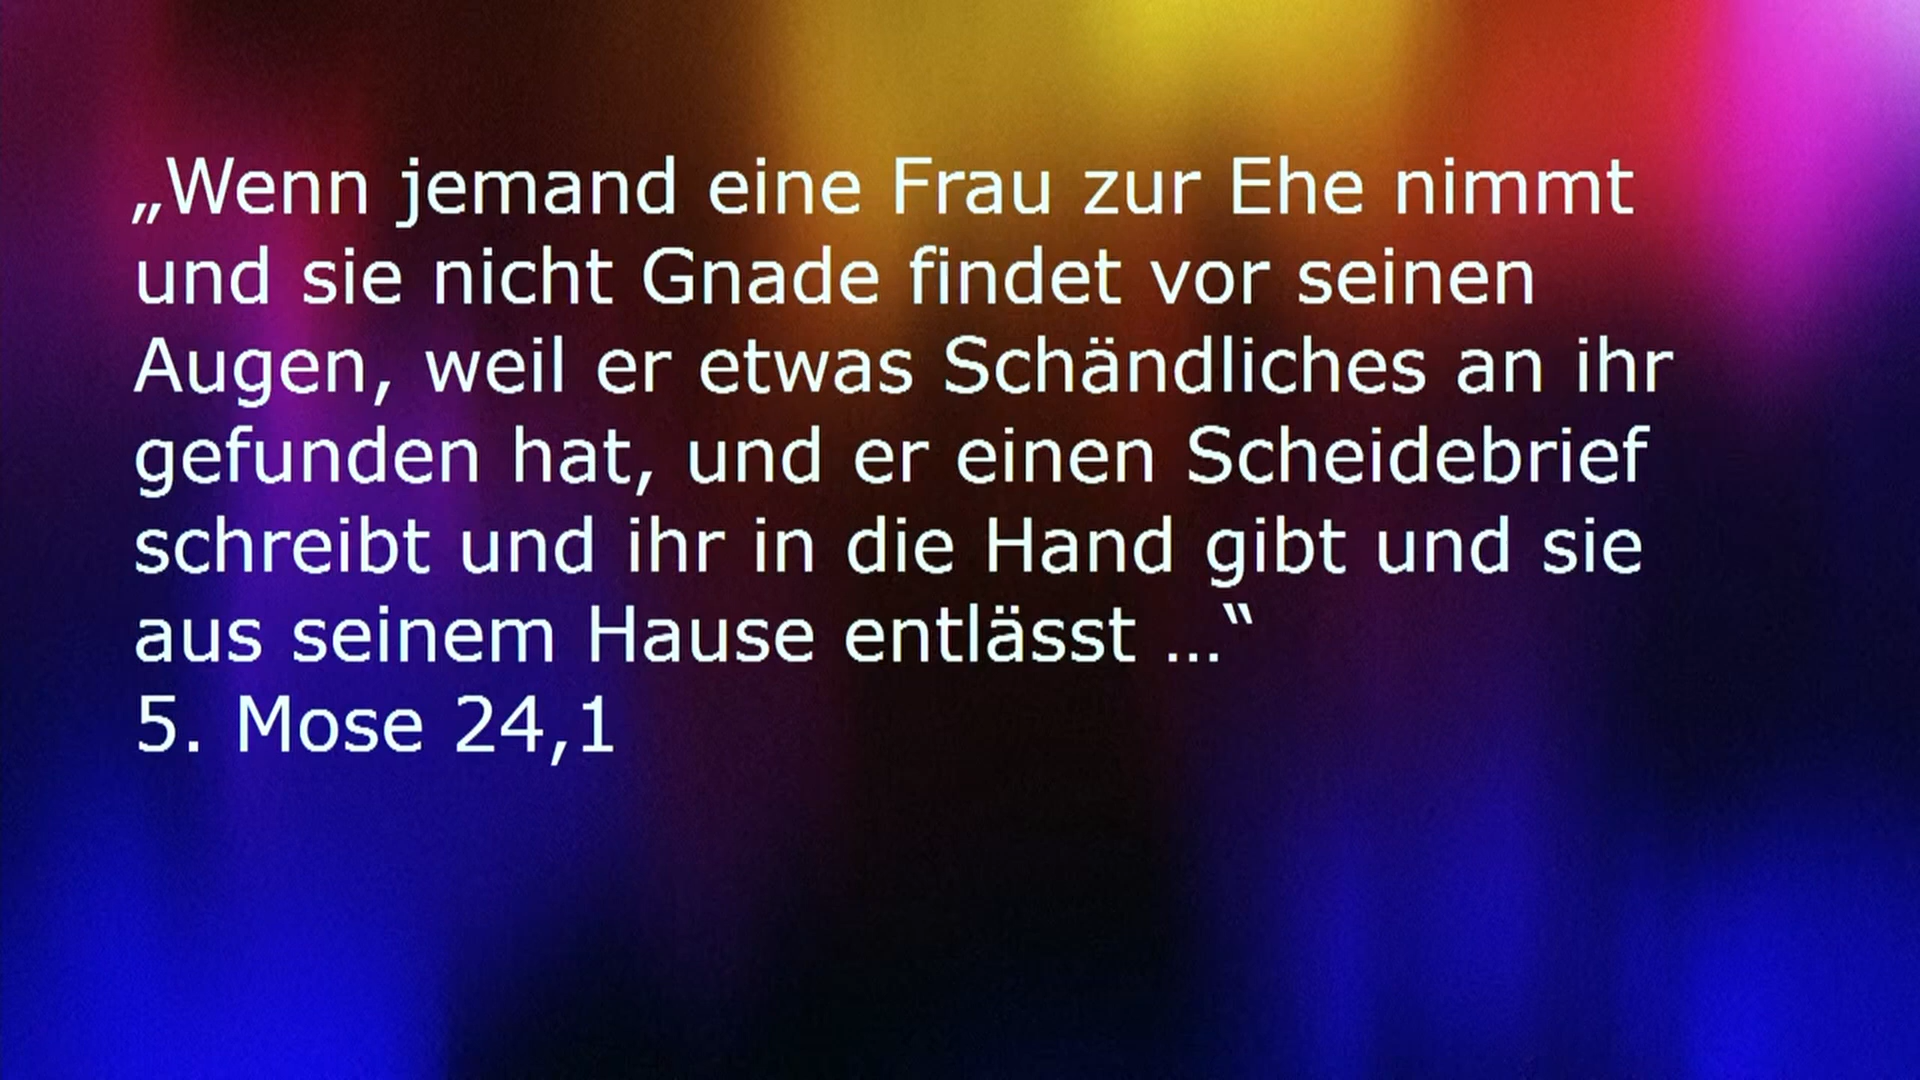 „Wenn jemand eine Frau zur Ehe nimmt
und sie nicht Gnade findet vor seinen
Augen, weil er etwas Schändliches an ihr
gefunden hat, und er einen Scheidebrief
schreibt und ihr in die Hand gibt und sie
aus seinem Hause entlässt …“
5. Mose 24,1